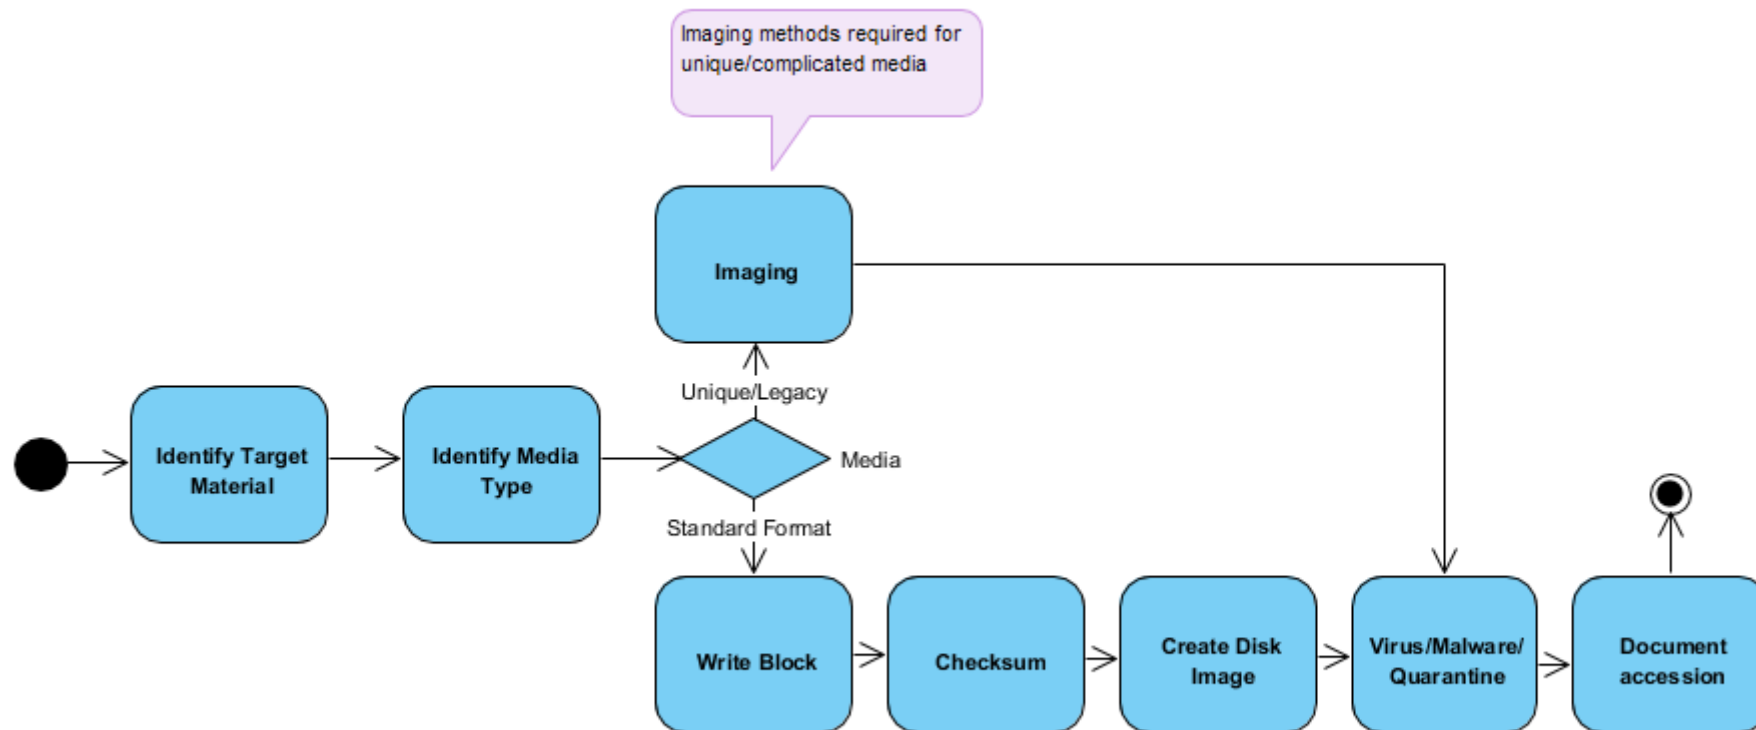 Imaging methods required for
unique/complicated media
Imaging
Unique/Legacy
Identify Target
Material
Identify Media
Type
Media
Standard Format
Write Block
Checksum
Create Disk
Image
Virus/Malware/
Quarantine
Document
accession